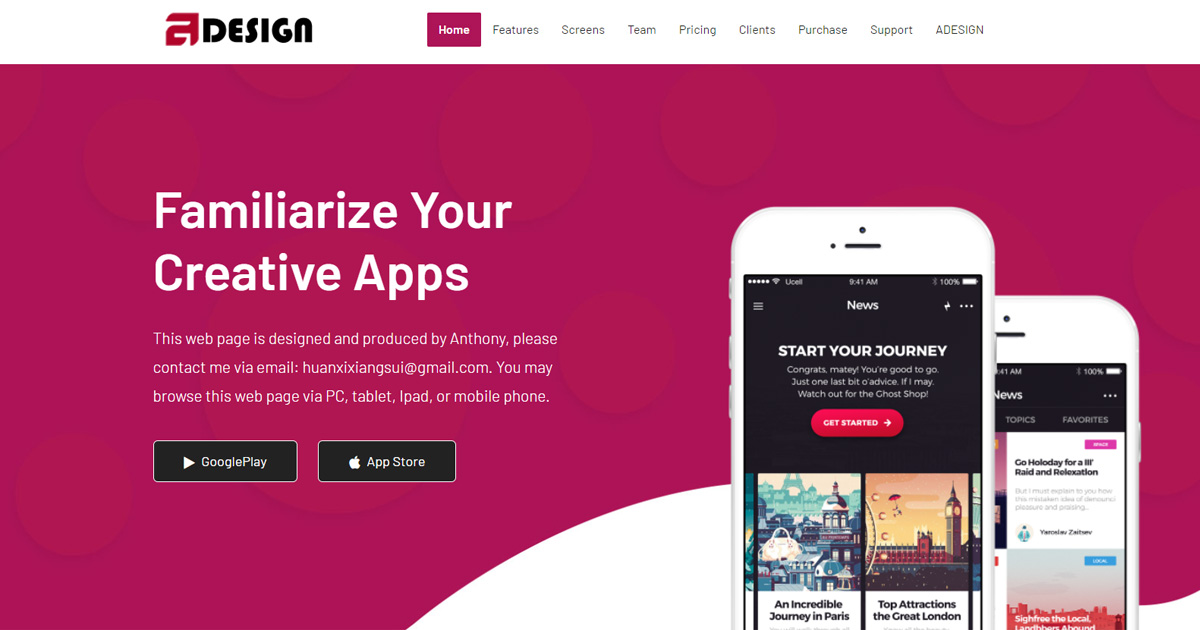 ADESIGN
Home Features Screens Team Pricing Clients Purchase Support ADESIGN
Familiarize Your
Creative Apps
This web page is designed and produced by Anthony, please
contact me via email: huanxixiangsui@gmail.com. You may
browse this web page via PC, tablet, Ipad, or mobile phone.
GooglePlay App Store
Ucell 9:41 AM 100%
News
START YOUR JOURNEY
Congrats, matey! You're good to go.
Just one last bit o'advice. If I may.
Watch out for the Ghost Shop!
GET STARTED
An Incredible
Journey in Paris
Top Attractions
the Great London
9:41 AM 100%
News
TOPICS FAVORITES
SPACE
Go Holoday for a lil'
Raid and Relexation
But I must explain to you how
this mistaken idea of denounci
pleasure and praising...
Yaroslav Zaitsev
LOCAL
Sighfree the Local,
Landhbers Abound